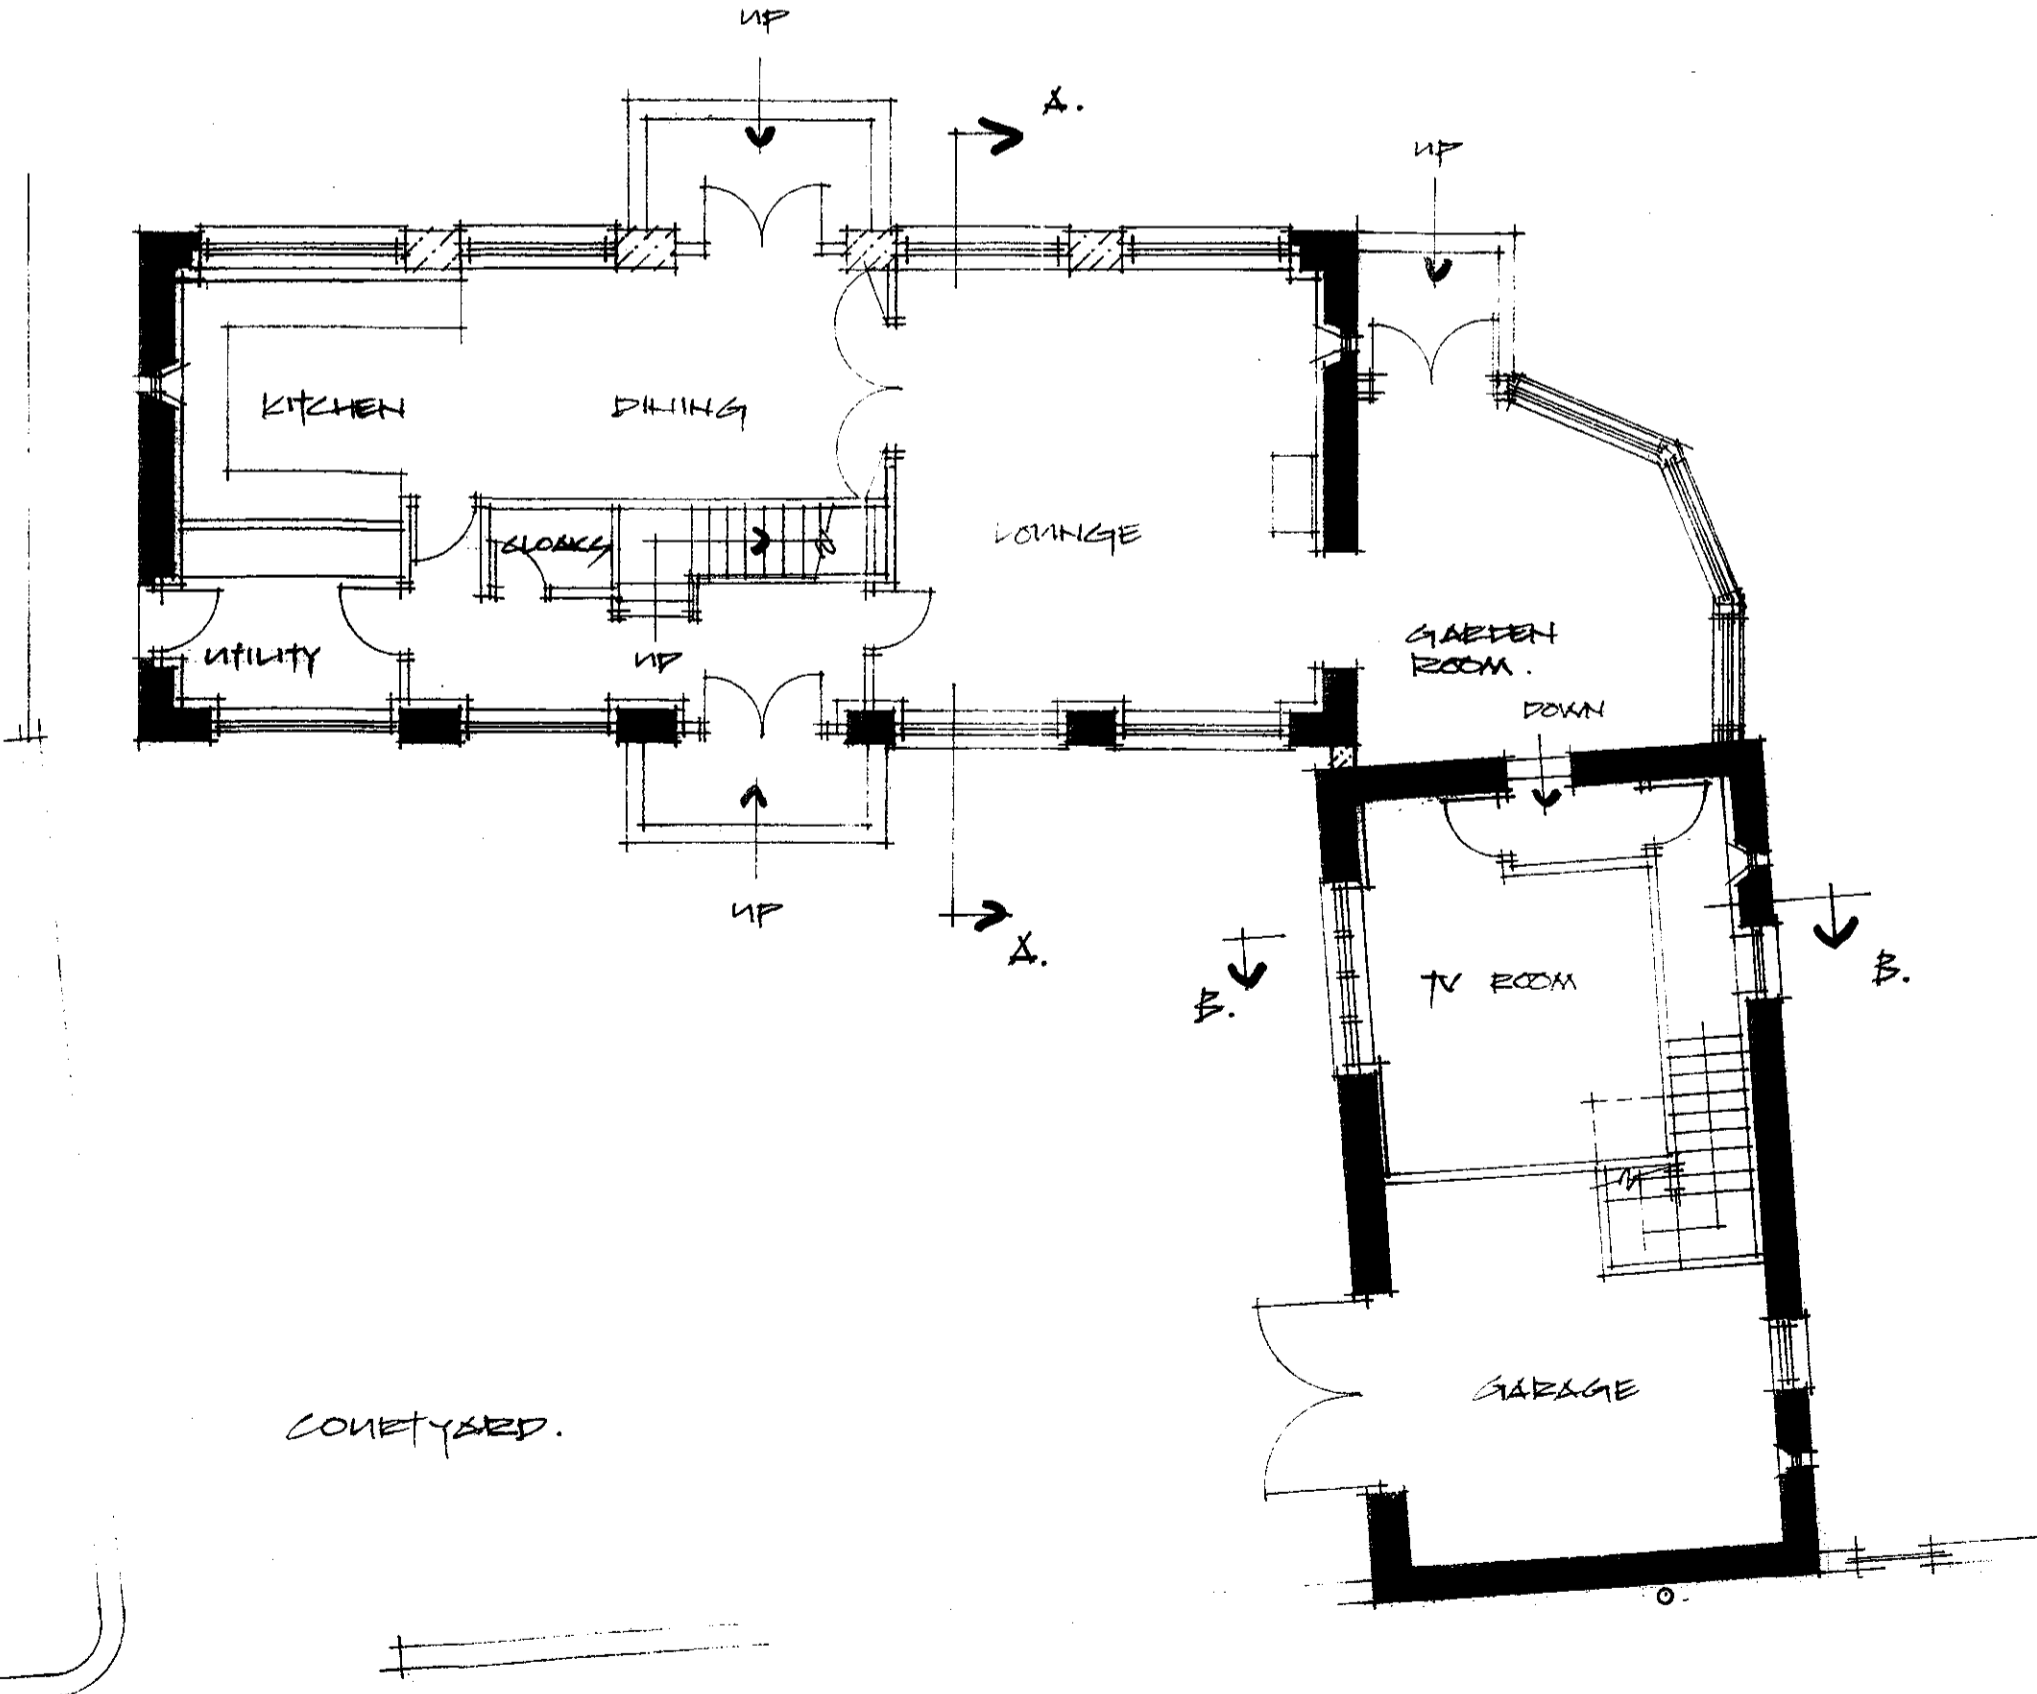 UP
A.
UP
KITCHEN
DINING
LOUNGE
CLOAKS
UTILITY
UP
GARDEN
ROOM.
DOWN
UP
A.
B.
TV ROOM
B.
GARAGE
COURTYARD.